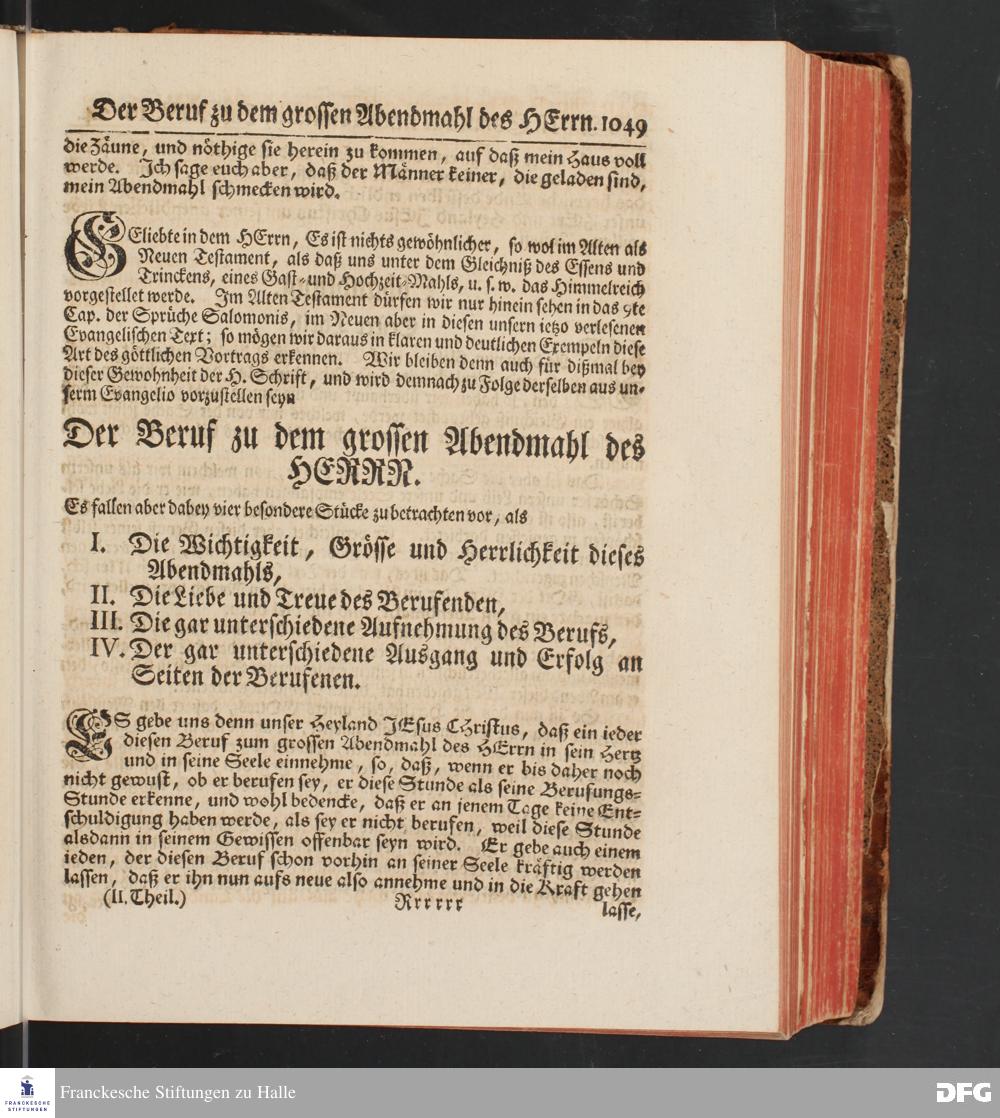 Der Beruf zu dem grossen Abendmahl des HErrn. 1049
die Zäune, und nöthige sie herein zu kommen, auf daß mein Haus voll
werde. Ich sage euch aber, daß der Männer keiner, die geladen sind,
mein Abendmahl schmecken wird.
GEliebte in dem HErrn, Es ist nichts gewöhnlicher, so wol im Alten als
Neuen Testament, als daß uns unter dem Gleichniß des Essens und
Trinckens, eines Gast- und Hochzeit-Mahls, u. s. w. das Himmelreich
vorgestellet werde. Im Alten Testament dürfen wir nur hinein sehen in das 9te
Cap. der Sprüche Salomonis, im Neuen aber in diesen unsern ietzo verlesenen
Evangelischen Text; so mögen wir daraus in klaren und deutlichen Exempeln diese
Art des göttlichen Vortrags erkennen. Wir bleiben denn auch für dißmal bey
dieser Gewohnheit der H. Schrift, und wird demnach zu Folge derselben aus un-
serm Evangelio vorzustellen seyn
Der Beruf zu dem grossen Abendmahl des
HERRN.
Es fallen aber dabey vier besondere Stücke zu betrachten vor, als
I. Die Wichtigkeit, Grösse und Herrlichkeit dieses
Abendmahls,
II. Die Liebe und Treue des Berufenden,
III. Die gar unterschiedene Aufnehmung des Berufs,
IV. Der gar unterschiedene Ausgang und Erfolg an
Seiten der Berufenen.
ES gebe uns denn unser Heyland JEsus CHristus, daß ein ieder
diesen Beruf zum grossen Abendmahl des HErrn in sein Hertz
und in seine Seele einnehme, so, daß, wenn er bis daher noch
nicht gewust, ob er berufen sey, er diese Stunde als seine Berufungs-
Stunde erkenne, und wohl bedencke, daß er an jenem Tage keine Ent-
schuldigung haben werde, als sey er nicht berufen, weil diese Stunde
alsdann in seinem Gewissen offenbar seyn wird. Er gebe auch einem
ieden, der diesen Beruf schon vorhin an seiner Seele kräftig werden
lassen, daß er ihn nun aufs neue also annehme und in die Kraft gehen
(II. Theil.) Rrrrrr lasse,
FRANCKESCHE
STIFTUNGEN
Franckesche Stiftungen zu Halle
DFG